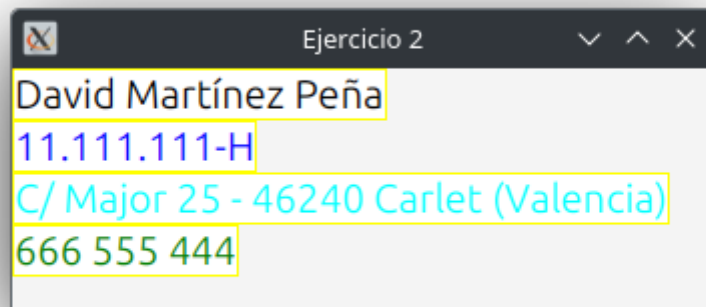 Ejercicio 2
David Martínez Peña
11.111.111-H
C/ Major 25 - 46240 Carlet (Valencia)
666 555 444